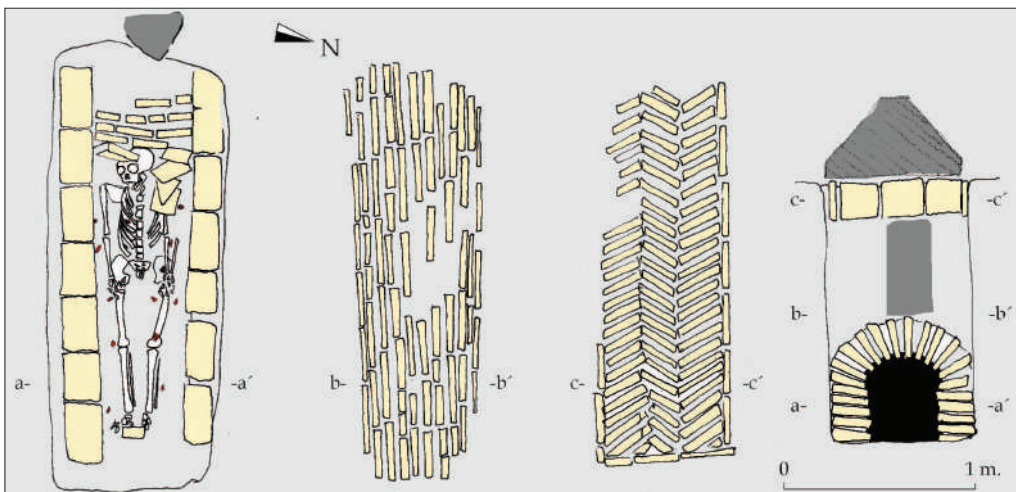 N
c- -c´
b- -b´
a- -a´ b- -b´ c- -c´ a- -a´
0 1 m.